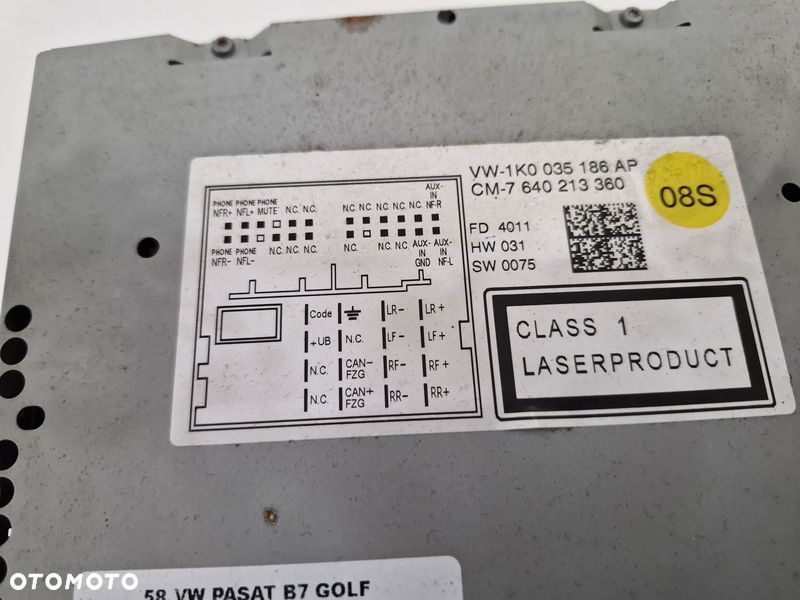 VW-1K0 035 186 AP
CM-7 640 213 360
08S
FD 4011
HW 031
SW 0075
CLASS 1
LASERPRODUCT
PHONE PHONE PHONE AUX-
NFR+ NFL+ MUTE N.C. N.C. N.C. N.C. N.C. N.C. IN
NF-R
NFR- NFL- N.C. N.C. N.C. N.C. N.C. N.C. AUX- AUX-
PHONE PHONE IN IN
GND NF-L
Code LR- LR+
+UB N.C. LF- LF+
N.C. CAN- RF- RF+
FZG
N.C. CAN+ RR- RR+
FZG
58 VW PASAT B7 GOLF
OTOMOTO